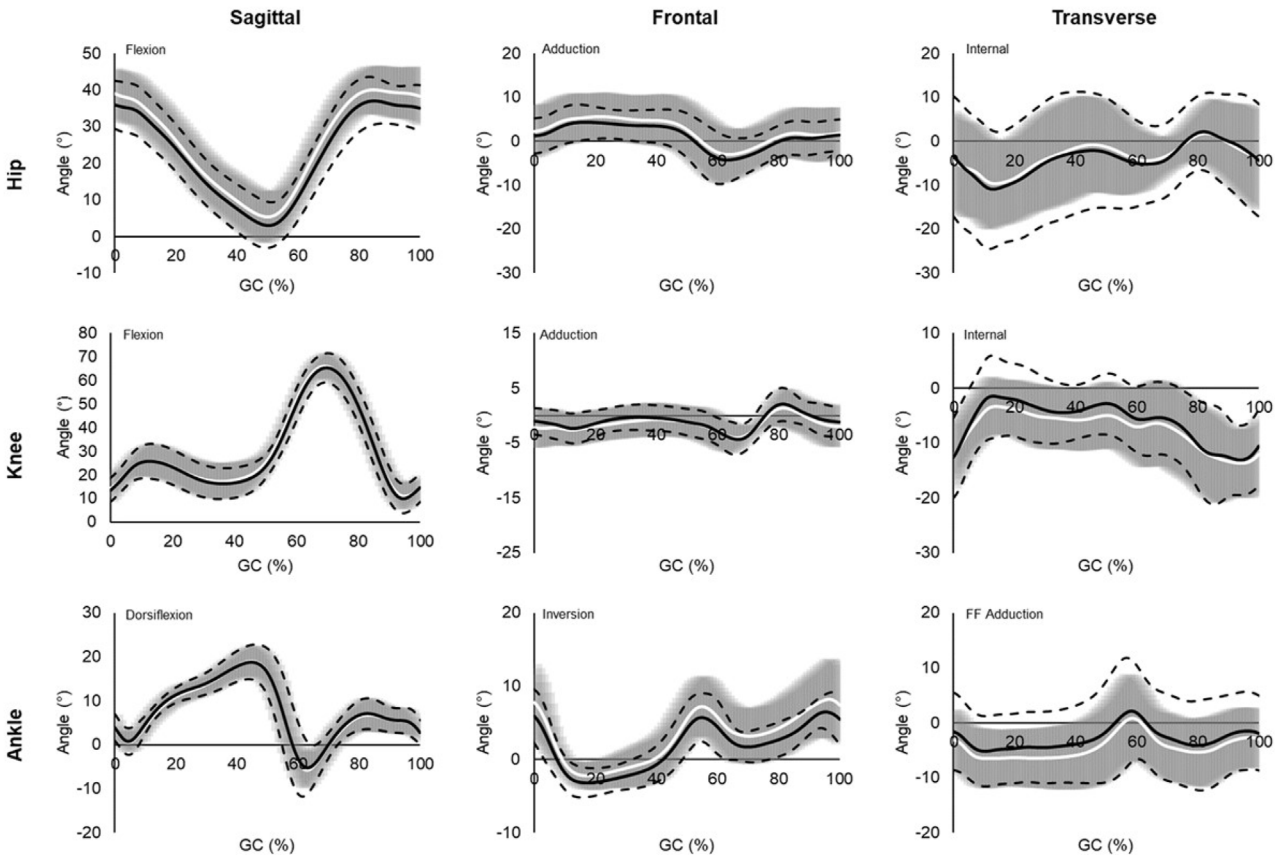 Sagittal Frontal Transverse
Hip
Flexion
50
40
30
20
10
0
-10
Angle (°)
0 20 40 60 80 100
GC (%)
Adduction
20
10
0
-10
-20
-30
Angle (°)
0 20 40 60 80 100
GC (%)
Internal
20
10
0
-10
-20
-30
Angle (°)
0 20 40 60 80 100
GC (%)
Knee
Flexion
80
70
60
50
40
30
20
10
0
Angle (°)
0 20 40 60 80 100
GC (%)
Adduction
15
5
-5
-15
-25
Angle (°)
0 20 40 60 80 100
GC (%)
Internal
10
0
-10
-20
-30
Angle (°)
0 20 40 60 80 100
GC (%)
Ankle
Dorsiflexion
30
20
10
0
-10
-20
Angle (°)
0 20 40 60 80 100
GC (%)
Inversion
20
10
0
-10
Angle (°)
0 20 40 60 80 100
GC (%)
FF Adduction
20
10
0
-10
-20
Angle (°)
0 20 40 60 80 100
GC (%)